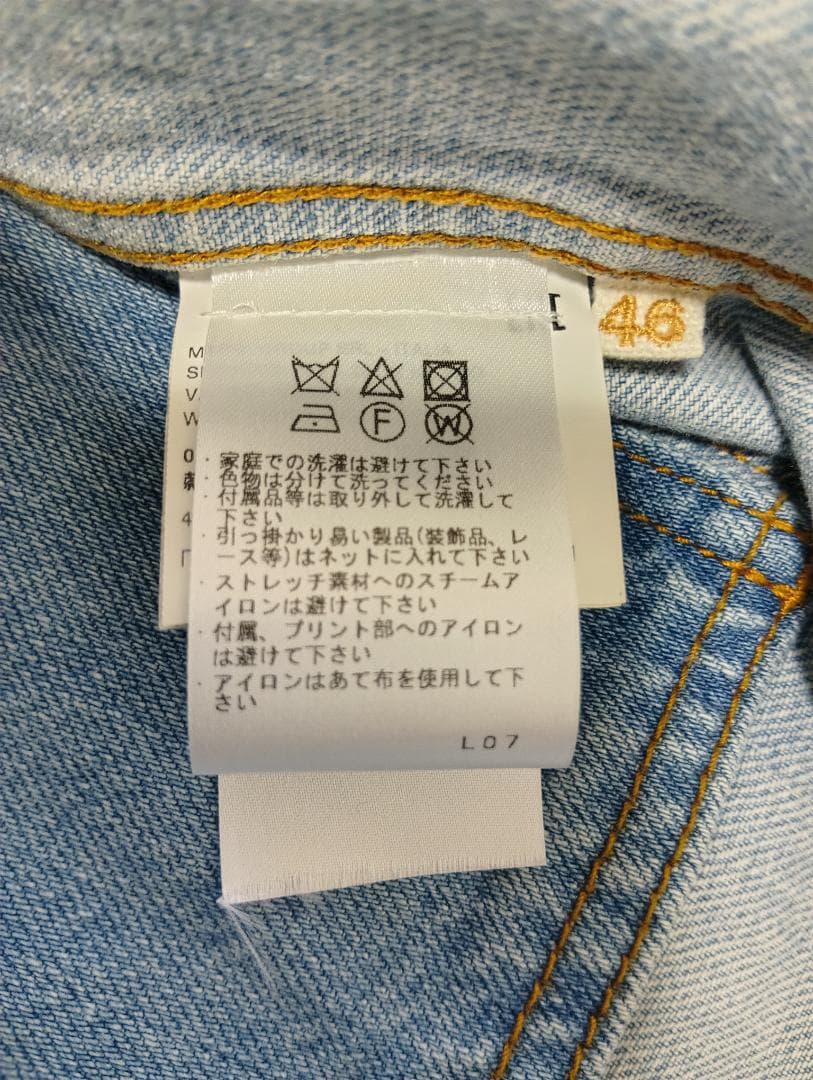 46
F
W
・家庭での洗濯は避けて下さい
・色物は分けて洗ってください
・付属品等は取り外して洗濯して
下さい
・引っ掛かり易い製品(装飾品、レ
ース等)はネットに入れて下さい
・ストレッチ素材へのスチームア
イロンは避けて下さい
・付属、プリント部へのアイロン
は避けて下さい
・アイロンはあて布を使用して下
さい
L07